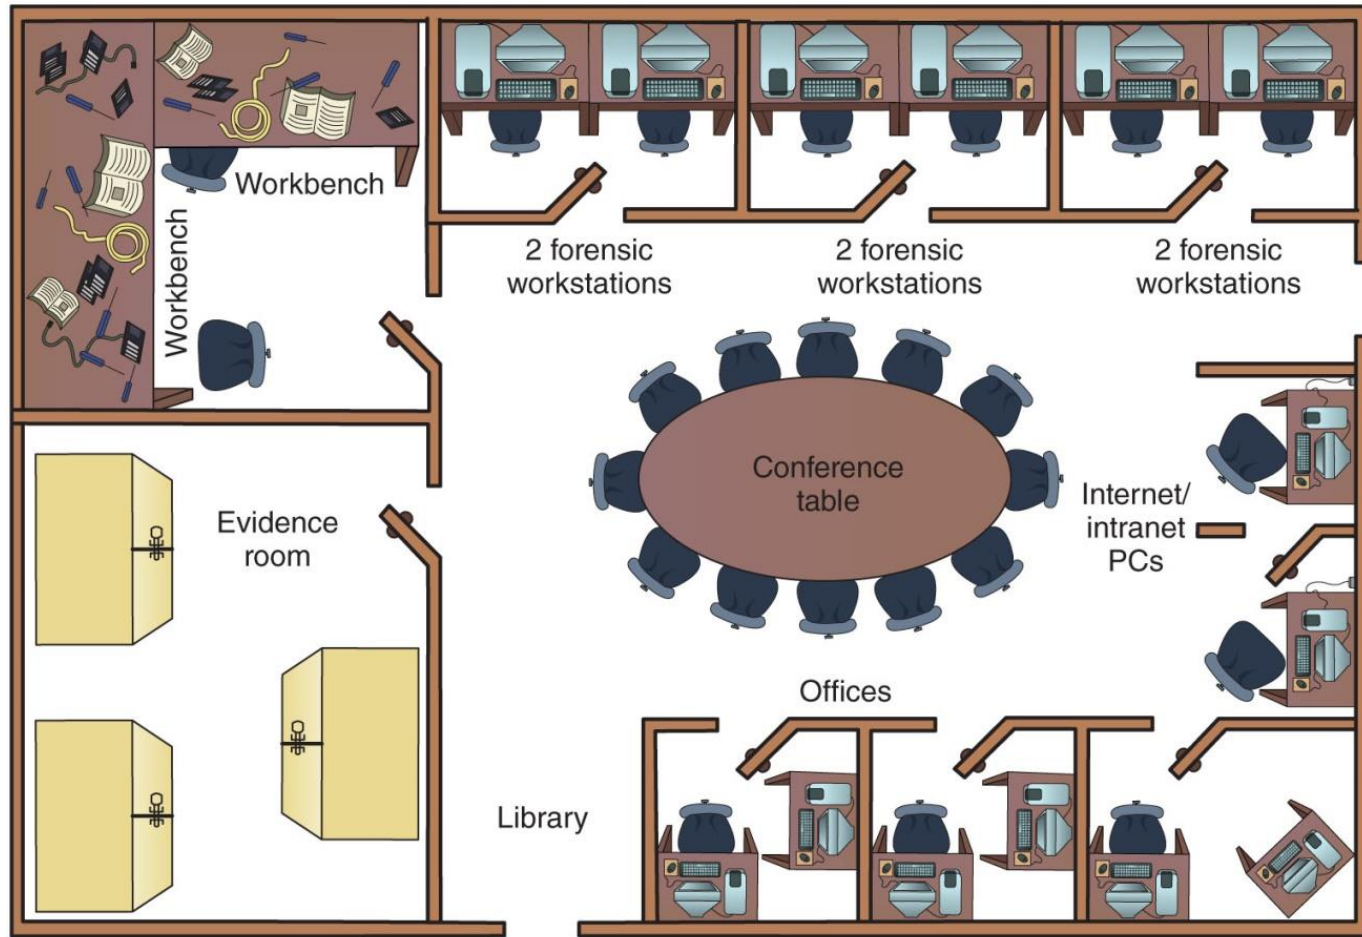 Workbench
Workbench
2 forensic
workstations
2 forensic
workstations
2 forensic
workstations
Conference
table
Internet/
intranet
PCs
Evidence
room
Offices
Library